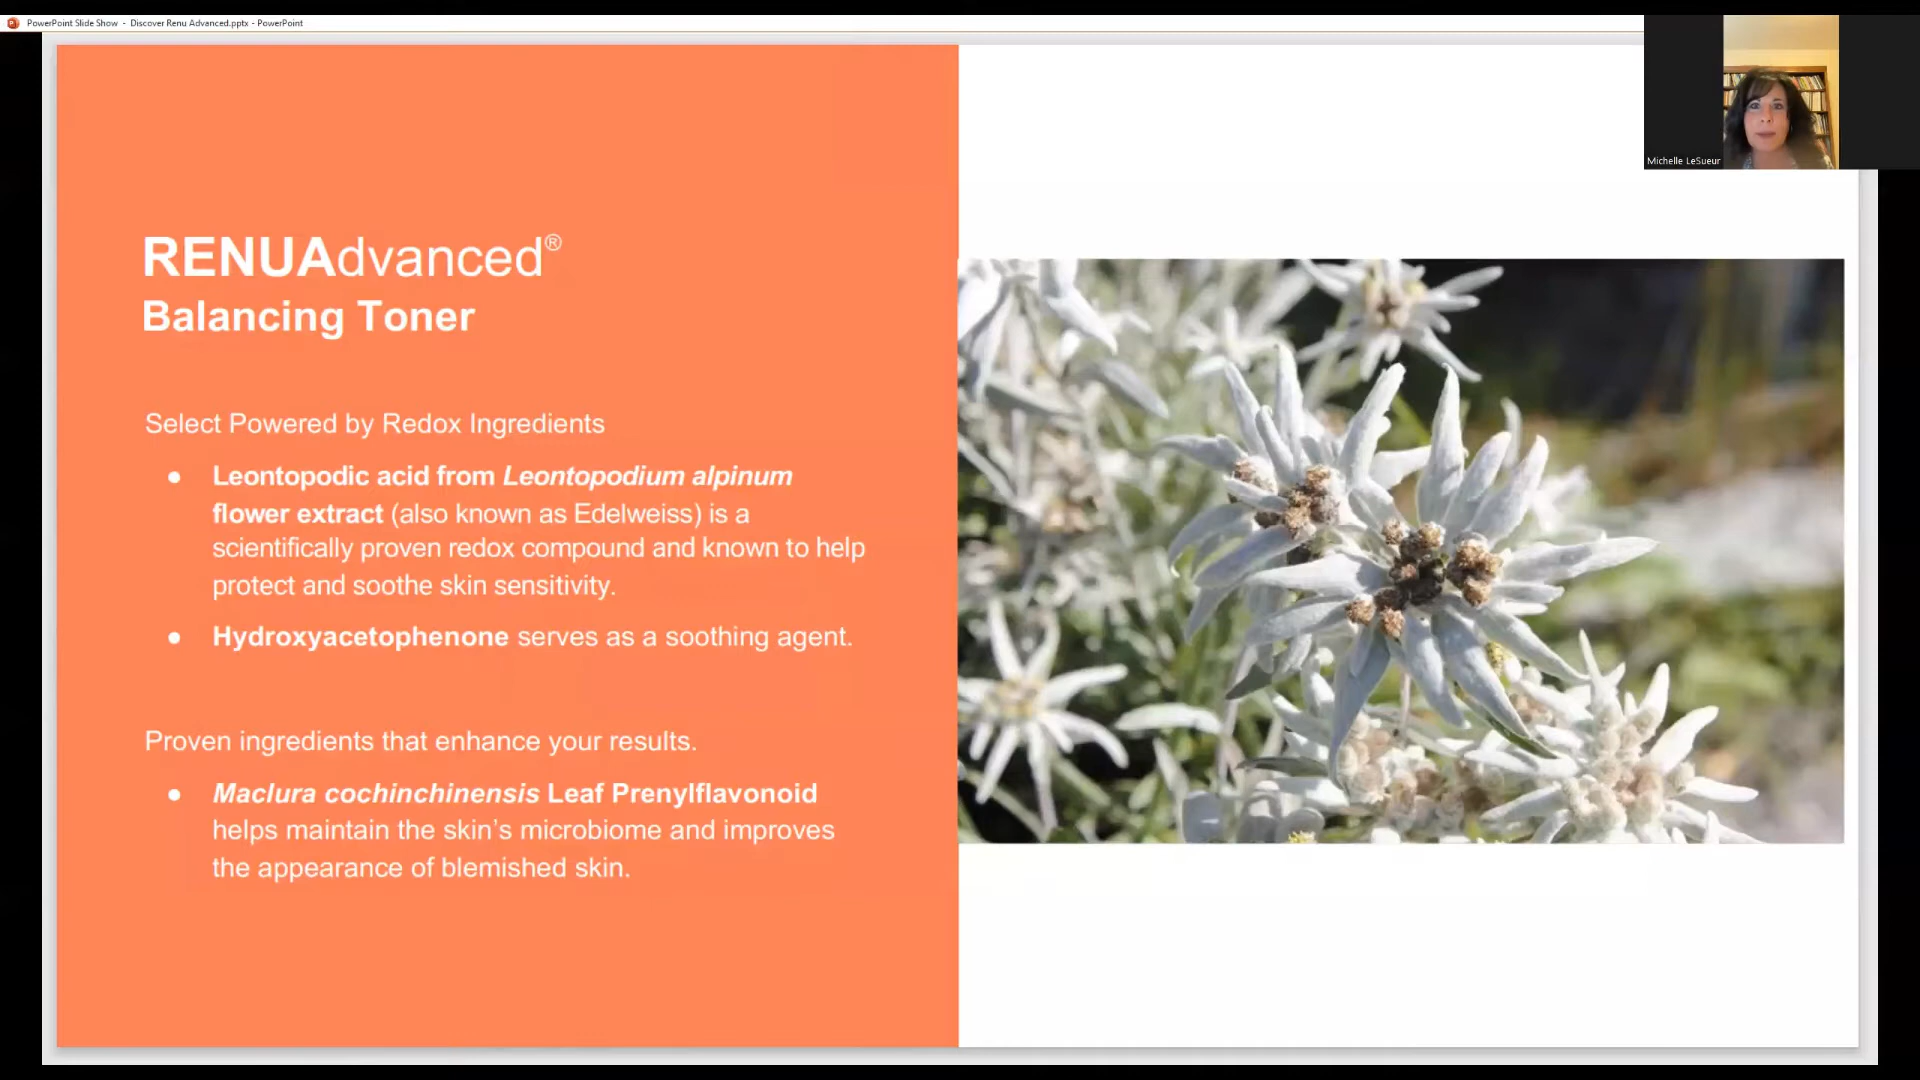 PowerPoint Slide Show - Discover Renu Advanced.pptx - PowerPoint
Michelle LeSueur
RENUAdvanced®
Balancing Toner
Select Powered by Redox Ingredients
● Leontopodic acid from Leontopodium alpinum
flower extract (also known as Edelweiss) is a
scientifically proven redox compound and known to help
protect and soothe skin sensitivity.
● Hydroxyacetophenone serves as a soothing agent.
Proven ingredients that enhance your results.
● Maclura cochinchinensis Leaf Prenylflavonoid
helps maintain the skin's microbiome and improves
the appearance of blemished skin.